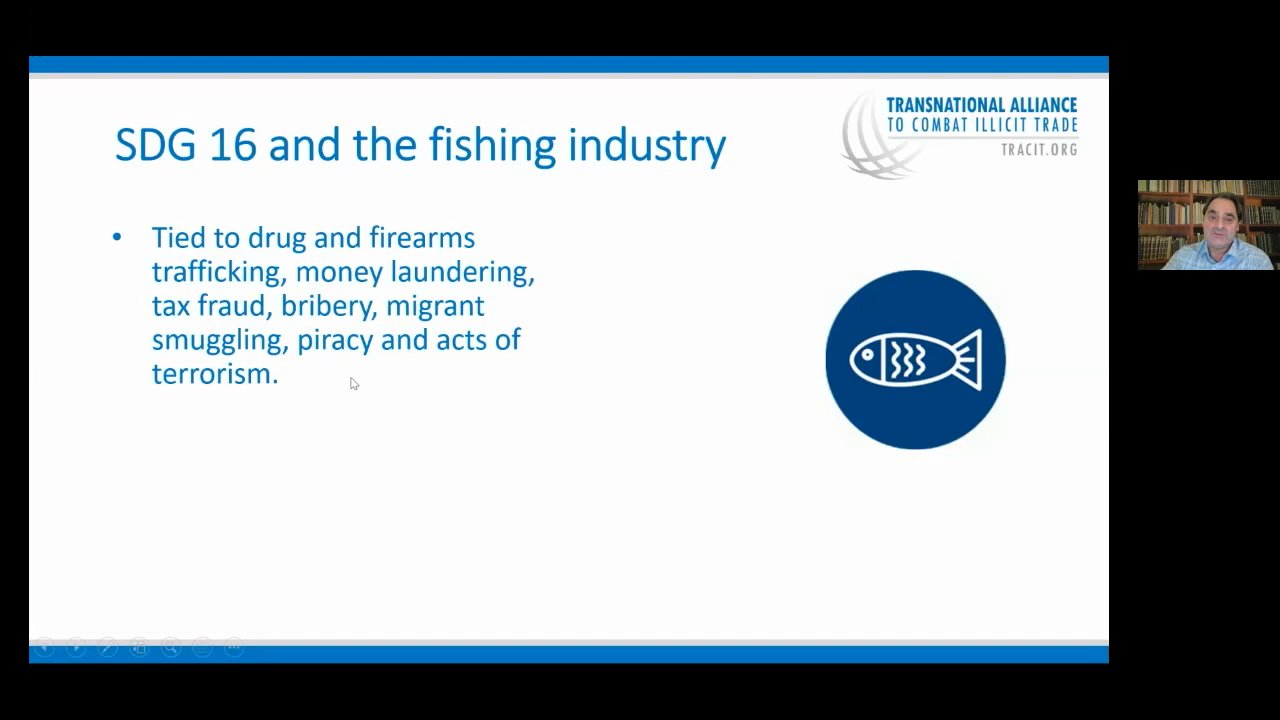 TRANSNATIONAL ALLIANCE
TO COMBAT ILLICIT TRADE
TRACIT.ORG
SDG 16 and the fishing industry
• Tied to drug and firearms
trafficking, money laundering,
tax fraud, bribery, migrant
smuggling, piracy and acts of
terrorism.